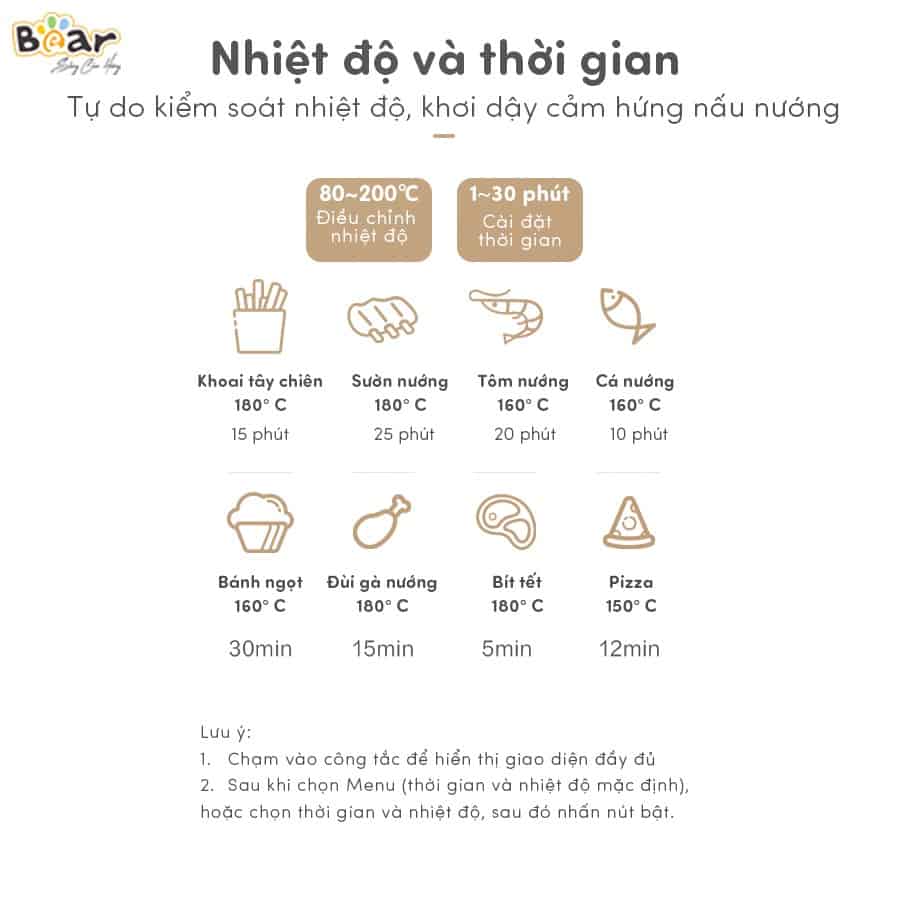 Bear
Sống Cân Bằng
Nhiệt độ và thời gian
Tự do kiểm soát nhiệt độ, khơi dậy cảm hứng nấu nướng
80~200℃
Điều chỉnh
nhiệt độ
1~30 phút
Cài đặt
thời gian
Khoai tây chiên
180° C
15 phút
Sườn nướng
180° C
25 phút
Tôm nướng
160° C
20 phút
Cá nướng
160° C
10 phút
Bánh ngọt
160° C
30min
Đùi gà nướng
180° C
15min
Bít tết
180° C
5min
Pizza
150° C
12min
Lưu ý:
1. Chạm vào công tắc để hiển thị giao diện đầy đủ
2. Sau khi chọn Menu (thời gian và nhiệt độ mặc định),
hoặc chọn thời gian và nhiệt độ, sau đó nhấn nút bật.